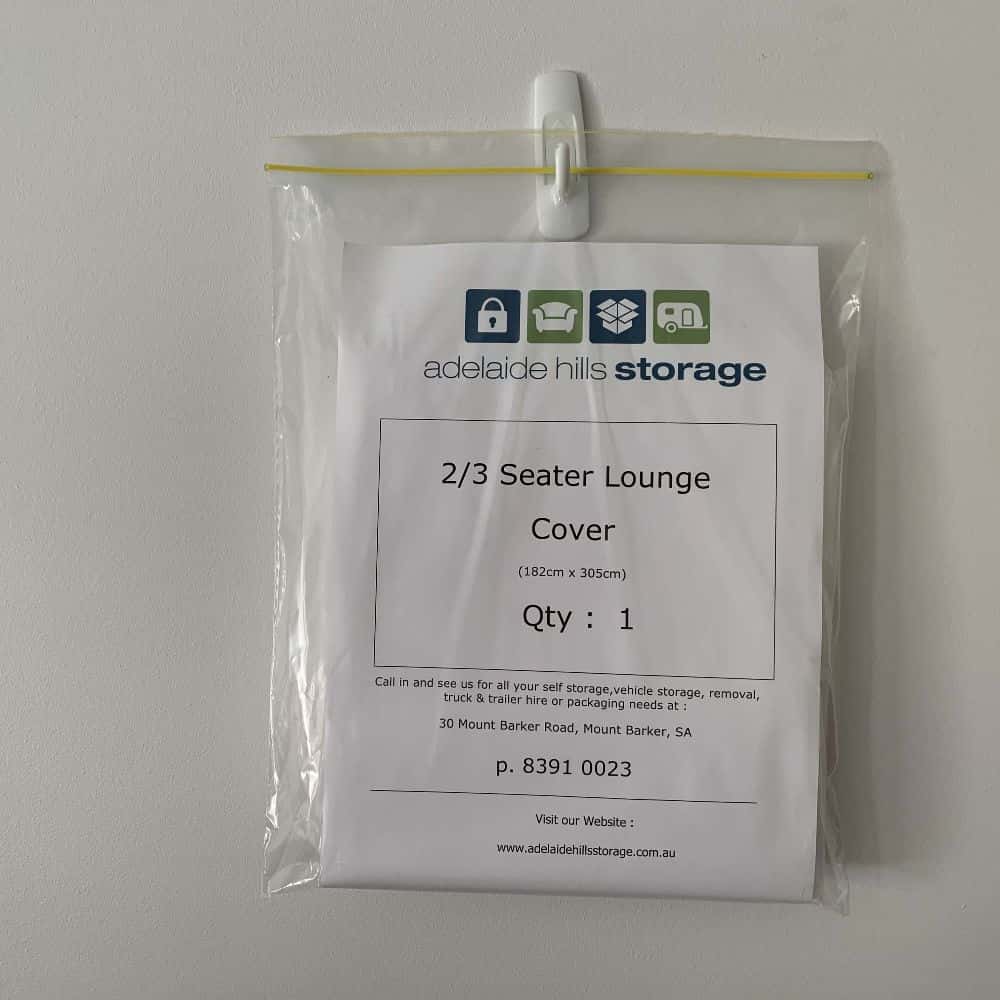 adelaide hills storage
2/3 Seater Lounge
Cover
(182cm x 305cm)
Qty : 1
Call in and see us for all your self storage,vehicle storage, removal,
truck & trailer hire or packaging needs at :
30 Mount Barker Road, Mount Barker, SA
p. 8391 0023
Visit our Website :
www.adelaidehillsstorage.com.au